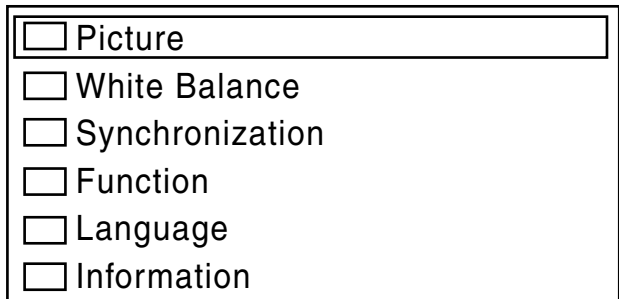 Picture
White Balance
Synchronization
Function
Language
Information